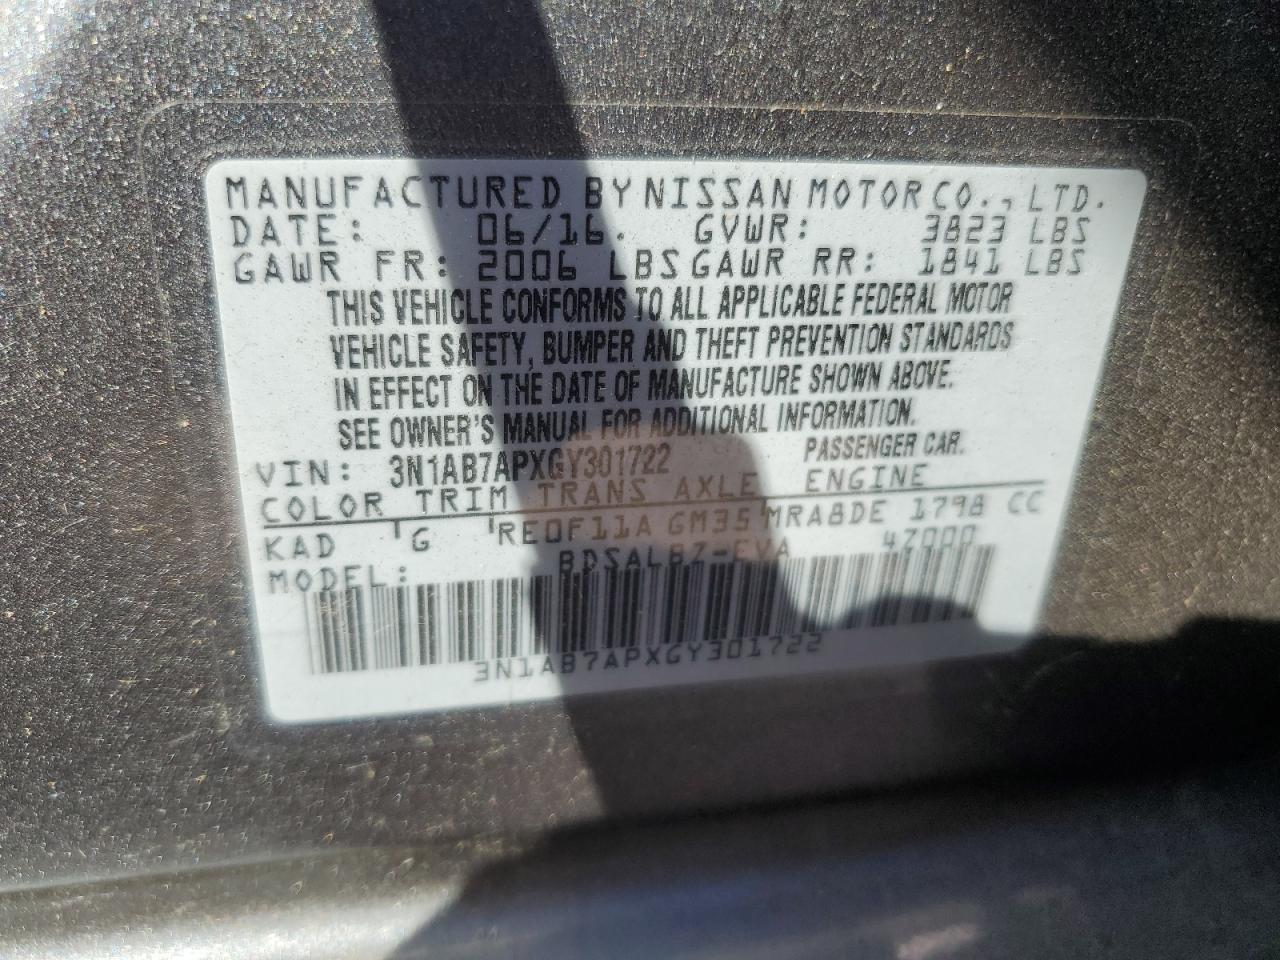 MANUFACTURED BY NISSAN MOTOR CO., LTD.
DATE: 06/16. GVWR: 3823 LBS
GAWR FR: 2006 LBS GAWR RR: 1841 LBS
THIS VEHICLE CONFORMS TO ALL APPLICABLE FEDERAL MOTOR
VEHICLE SAFETY, BUMPER AND THEFT PREVENTION STANDARDS
IN EFFECT ON THE DATE OF MANUFACTURE SHOWN ABOVE.
SEE OWNER'S MANUAL FOR ADDITIONAL INFORMATION.
VIN: 3N1AB7APXGY301722 PASSENGER CAR.
COLOR TRIM TRANS AXLE ENGINE
KAD G RE0F11A GM35 MRA8DE 1798 CC
MODEL: BDSALBZ-EVA 47000
3N1AB7APXGY301722